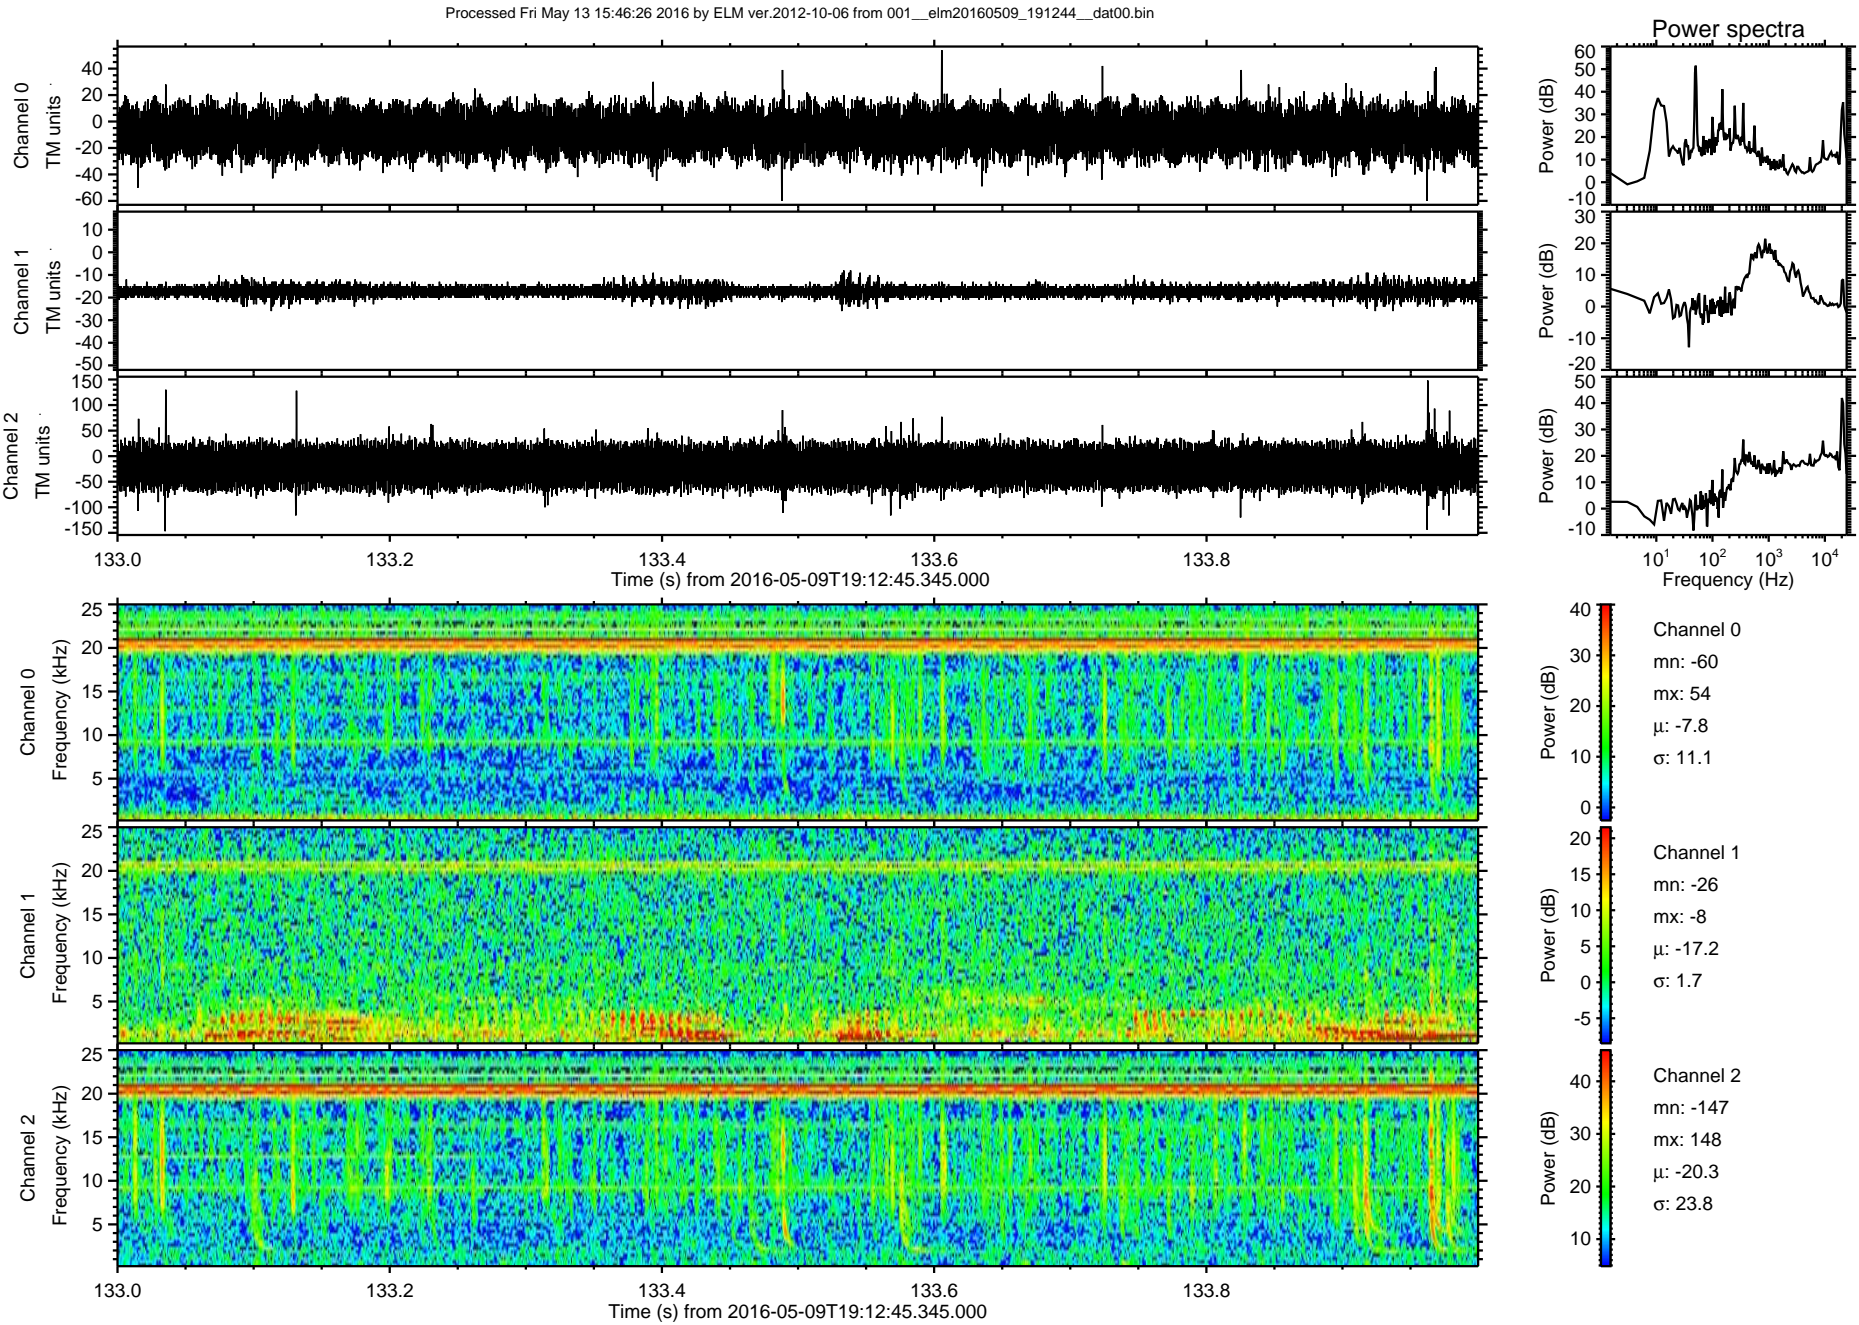 Processed Fri May 13 15:46:26 2016 by ELM ver.2012-10-06 from 001__elm20160509_191244__dat00.bin
Power spectra
Channel 0
TM units
40
20
0
-20
-40
-60
Power (dB)
60
50
40
30
20
10
0
-10
Channel 1
TM units
10
0
-10
-20
-30
-40
-50
Power (dB)
30
20
10
0
-10
-20
Channel 2
TM units
150
100
50
0
-50
-100
-150
Power (dB)
50
40
30
20
10
0
-10
133.0 133.2 133.4 133.6 133.8
Time (s) from 2016-05-09T19:12:45.345.000
10¹ 10² 10³ 10⁴
Frequency (Hz)
Channel 0
Frequency (kHz)
25
20
15
10
5
Power (dB)
40
30
20
10
0
Channel 0
mn: -60
mx: 54
μ: -7.8
σ: 11.1
Channel 1
Frequency (kHz)
25
20
15
10
5
Power (dB)
20
15
10
5
0
-5
Channel 1
mn: -26
mx: -8
μ: -17.2
σ: 1.7
Channel 2
Frequency (kHz)
25
20
15
10
5
Power (dB)
40
30
20
10
Channel 2
mn: -147
mx: 148
μ: -20.3
σ: 23.8
133.0 133.2 133.4 133.6 133.8
Time (s) from 2016-05-09T19:12:45.345.000